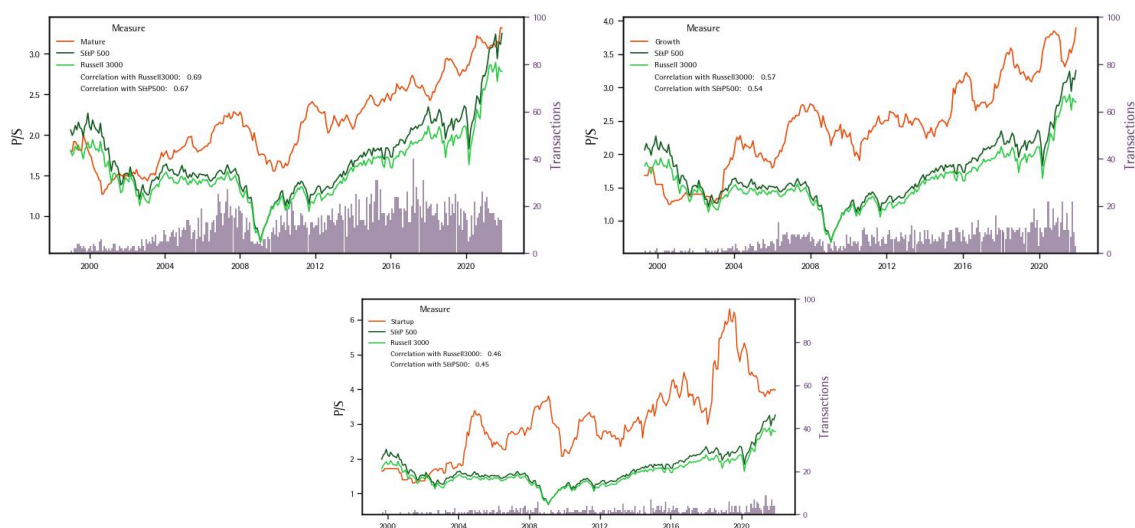 Measure
Mature
S&P 500
Russell 3000
Correlation with Russell3000: 0.69
Correlation with S&P500: 0.67
P/S
3.0
2.5
2.0
1.5
1.0
100
80
60
40
20
0
Transactions
2000 2004 2008 2012 2016 2020
Measure
Growth
S&P 500
Russell 3000
Correlation with Russell3000: 0.57
Correlation with S&P500: 0.54
P/S
4.0
3.5
3.0
2.5
2.0
1.5
1.0
100
80
60
40
20
0
Transactions
2000 2004 2008 2012 2016 2020
Measure
Startup
S&P 500
Russell 3000
Correlation with Russell3000: 0.46
Correlation with S&P500: 0.45
P/S
6
5
4
3
2
1
100
80
60
40
20
0
Transactions
2000 2004 2008 2012 2016 2020